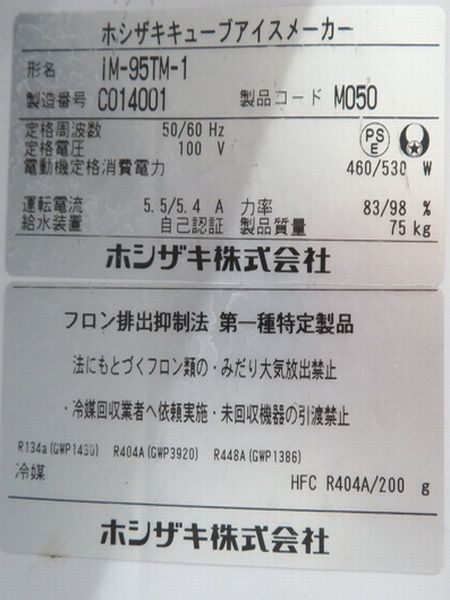 ホシザキキューブアイスメーカー
形名 IM-95TM-1
製造番号 C014001 製品コード M050
定格周波数 50/60 Hz
定格電圧 100 V
PSE
電動機定格消費電力 460/530 W
運転電流 5.5/5.4 A 力率 83/98 %
給水装置 自己認証 製品質量 75 kg
ホシザキ株式会社
フロン排出抑制法 第一種特定製品
法にもとづくフロン類の・みだり大気放出禁止
・冷媒回収業者へ依頼実施・未回収機器の引渡禁止
R134a(GWP1430) R404A(GWP3920) R448A(GWP1386)
冷媒 HFC R404A/200 g
ホシザキ株式会社